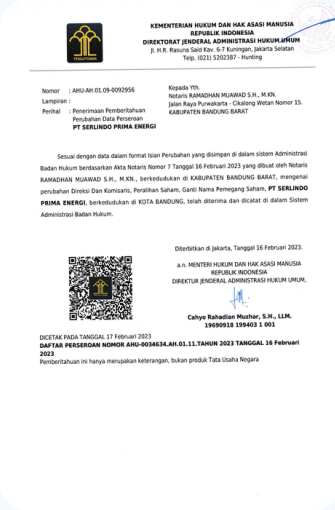 KEMENTERIAN HUKUM DAN HAK ASASI MANUSIA
REPUBLIK INDONESIA
DIREKTORAT JENDERAL ADMINISTRASI HUKUM UMUM
Jl. H.R. Rasuna Said Kav. 6-7 Kuningan, Jakarta Selatan
Telp. (021) 5202387 - Hunting
PENGAYOMAN
Nomor : AHU-AH.01.09-0092956
Lampiran :
Perihal : Penerimaan Pemberitahuan
Perubahan Data Perseroan
PT SERLINDO PRIMA ENERGI
Kepada Yth.
Notaris RAMADHAN MUAWAD S.H., M.KN.
Jalan Raya Purwakarta - Cikalong Wetan Nomor 15.
KABUPATEN BANDUNG BARAT
Sesuai dengan data dalam format Isian Perubahan yang disimpan di dalam sistem Administrasi
Badan Hukum berdasarkan Akta Notaris Nomor 7 Tanggal 16 Februari 2023 yang dibuat oleh Notaris
RAMADHAN MUAWAD S.H., M.KN., berkedudukan di KABUPATEN BANDUNG BARAT, mengenai
perubahan Direksi Dan Komisaris, Peralihan Saham, Ganti Nama Pemegang Saham, PT SERLINDO
PRIMA ENERGI, berkedudukan di KOTA BANDUNG, telah diterima dan dicatat di dalam Sistem
Administrasi Badan Hukum.
Diterbitkan di Jakarta, Tanggal 16 Februari 2023.
a.n. MENTERI HUKUM DAN HAK ASASI MANUSIA
REPUBLIK INDONESIA
DIREKTUR JENDERAL ADMINISTRASI HUKUM UMUM,
Cahyo Rahadian Muzhar, S.H., LLM.
19690918 199403 1 001
DICETAK PADA TANGGAL 17 Februari 2023
DAFTAR PERSEROAN NOMOR AHU-0034634.AH.01.11.TAHUN 2023 TANGGAL 16 Februari
2023
Pemberitahuan ini hanya merupakan keterangan, bukan produk Tata Usaha Negara